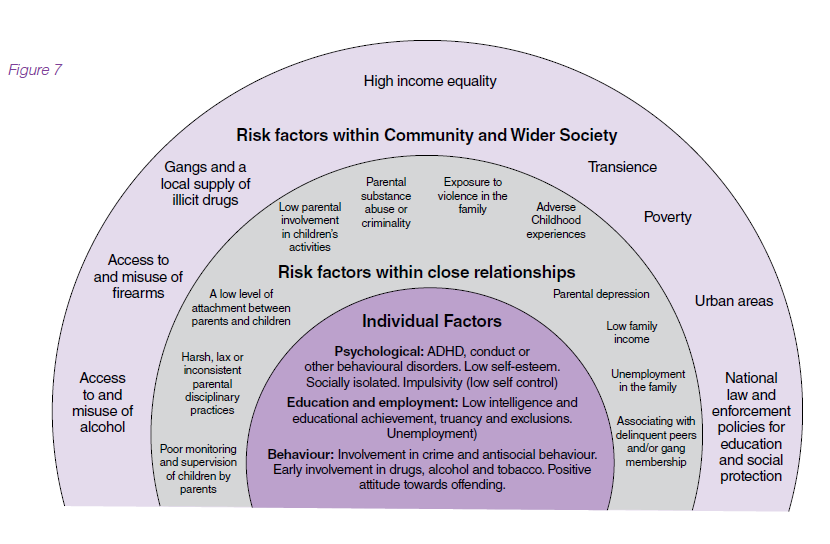 Figure 7
High income equality
Risk factors within Community and Wider Society
Gangs and a
local supply of
illicit drugs
Transience
Poverty
Access to
and misuse of
firearms
Urban areas
Access
to and
misuse of
alcohol
National
law and
enforcement
policies for
education
and social
protection
Low parental
involvement
in children's
activities
Parental
substance
abuse or
criminality
Exposure to
violence in the
family
Adverse
Childhood
experiences
Risk factors within close relationships
A low level of
attachment between
parents and children
Parental depression
Low family
income
Harsh, lax or
inconsistent
parental
disciplinary
practices
Unemployment
in the family
Poor monitoring
and supervision
of children by
parents
Associating with
delinquent peers
and/or gang
membership
Individual Factors
Psychological: ADHD, conduct or
other behavioural disorders. Low self-esteem.
Socially isolated. Impulsivity (low self control)
Education and employment: Low intelligence and
educational achievement, truancy and exclusions.
Unemployment)
Behaviour: Involvement in crime and antisocial behaviour.
Early involvement in drugs, alcohol and tobacco. Positive
attitude towards offending.